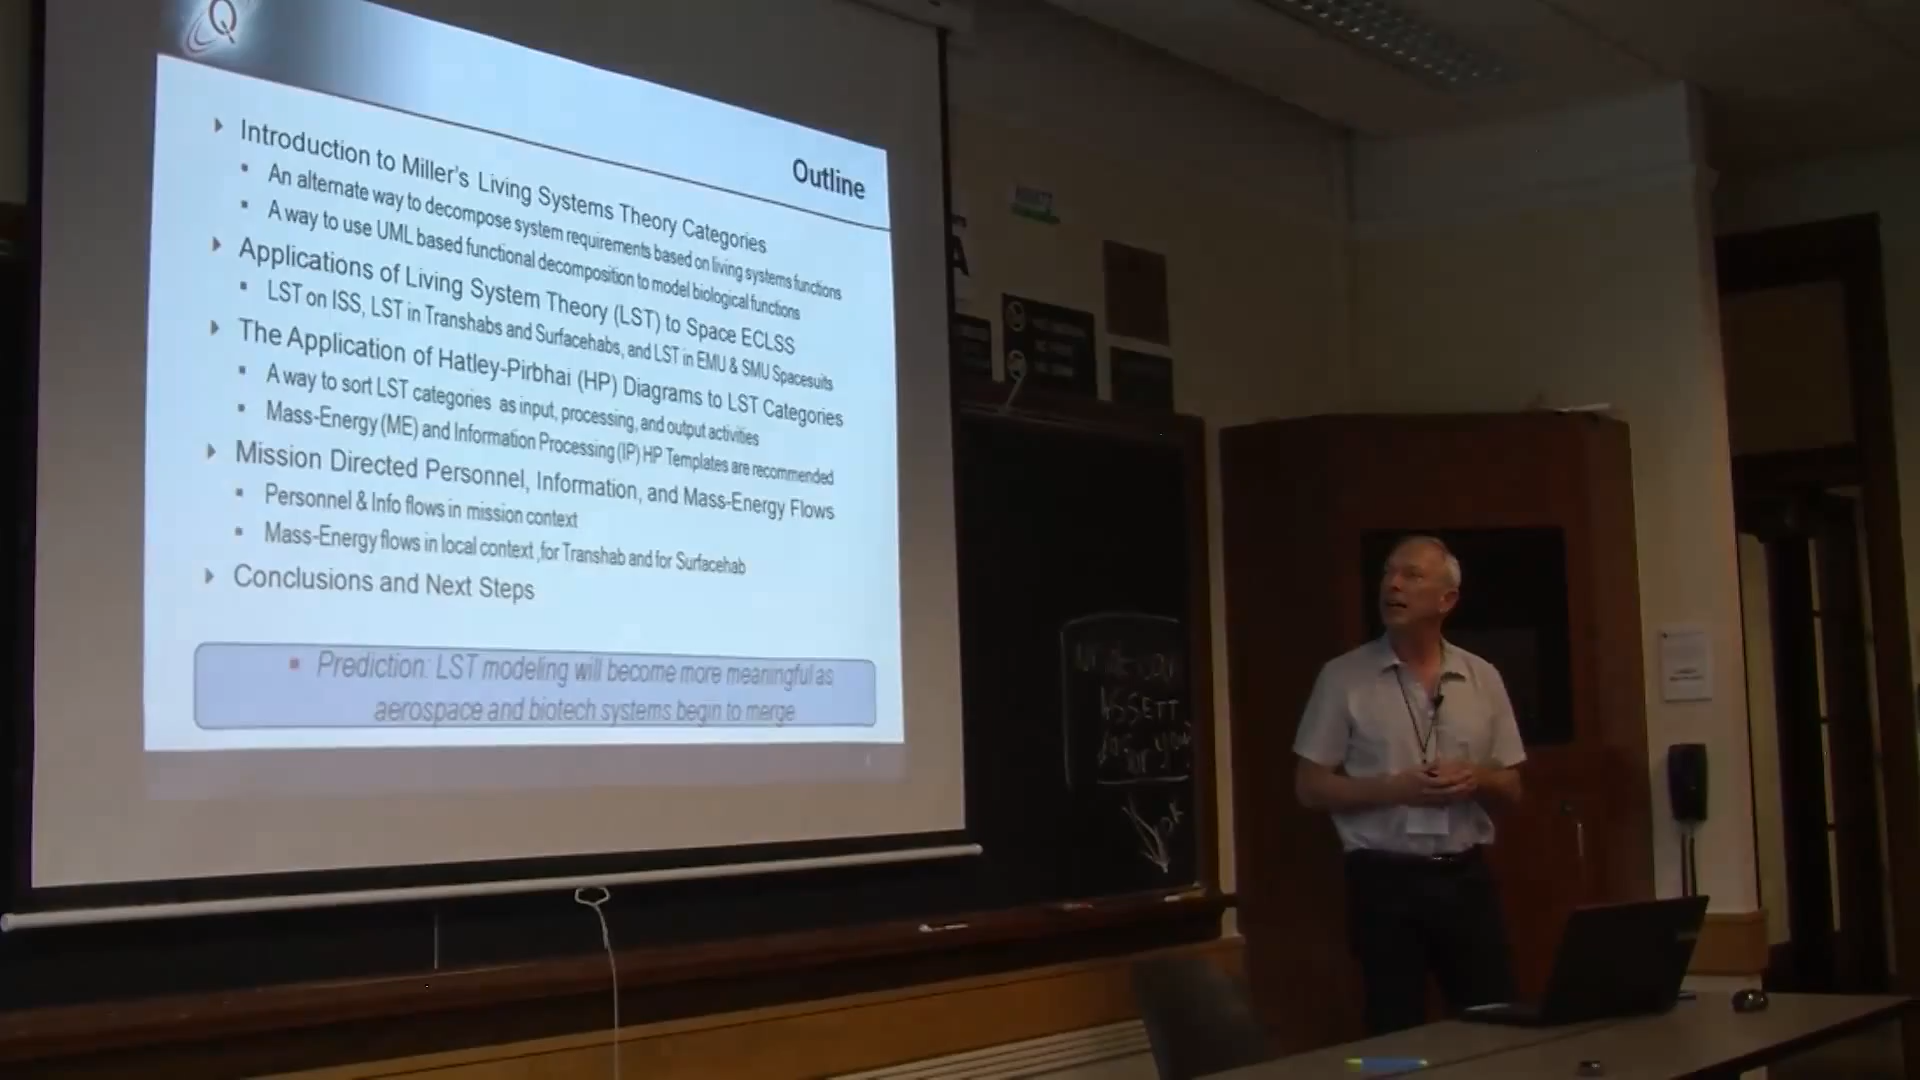 Q
Outline
Introduction to Miller's Living Systems Theory Categories
An alternate way to decompose system requirements based on living systems functions
A way to use UML based functional decomposition to model biological functions
Applications of Living System Theory (LST) to Space ECLSS
LST on ISS, LST in Transhabs and Surfacehabs, and LST in EMU & SMU Spacesuits
The Application of Hatley-Pirbhai (HP) Diagrams to LST Categories
A way to sort LST categories as input, processing, and output activities
Mass-Energy (ME) and Information Processing (IP) HP Templates are recommended
Mission Directed Personnel, Information, and Mass-Energy Flows
Personnel & Info flows in mission context
Mass-Energy flows in local context ,for Transhab and for Surfacehab
Conclusions and Next Steps
Prediction: LST modeling will become more meaningful as
aerospace and biotech systems begin to merge
A
ASSETT
for you